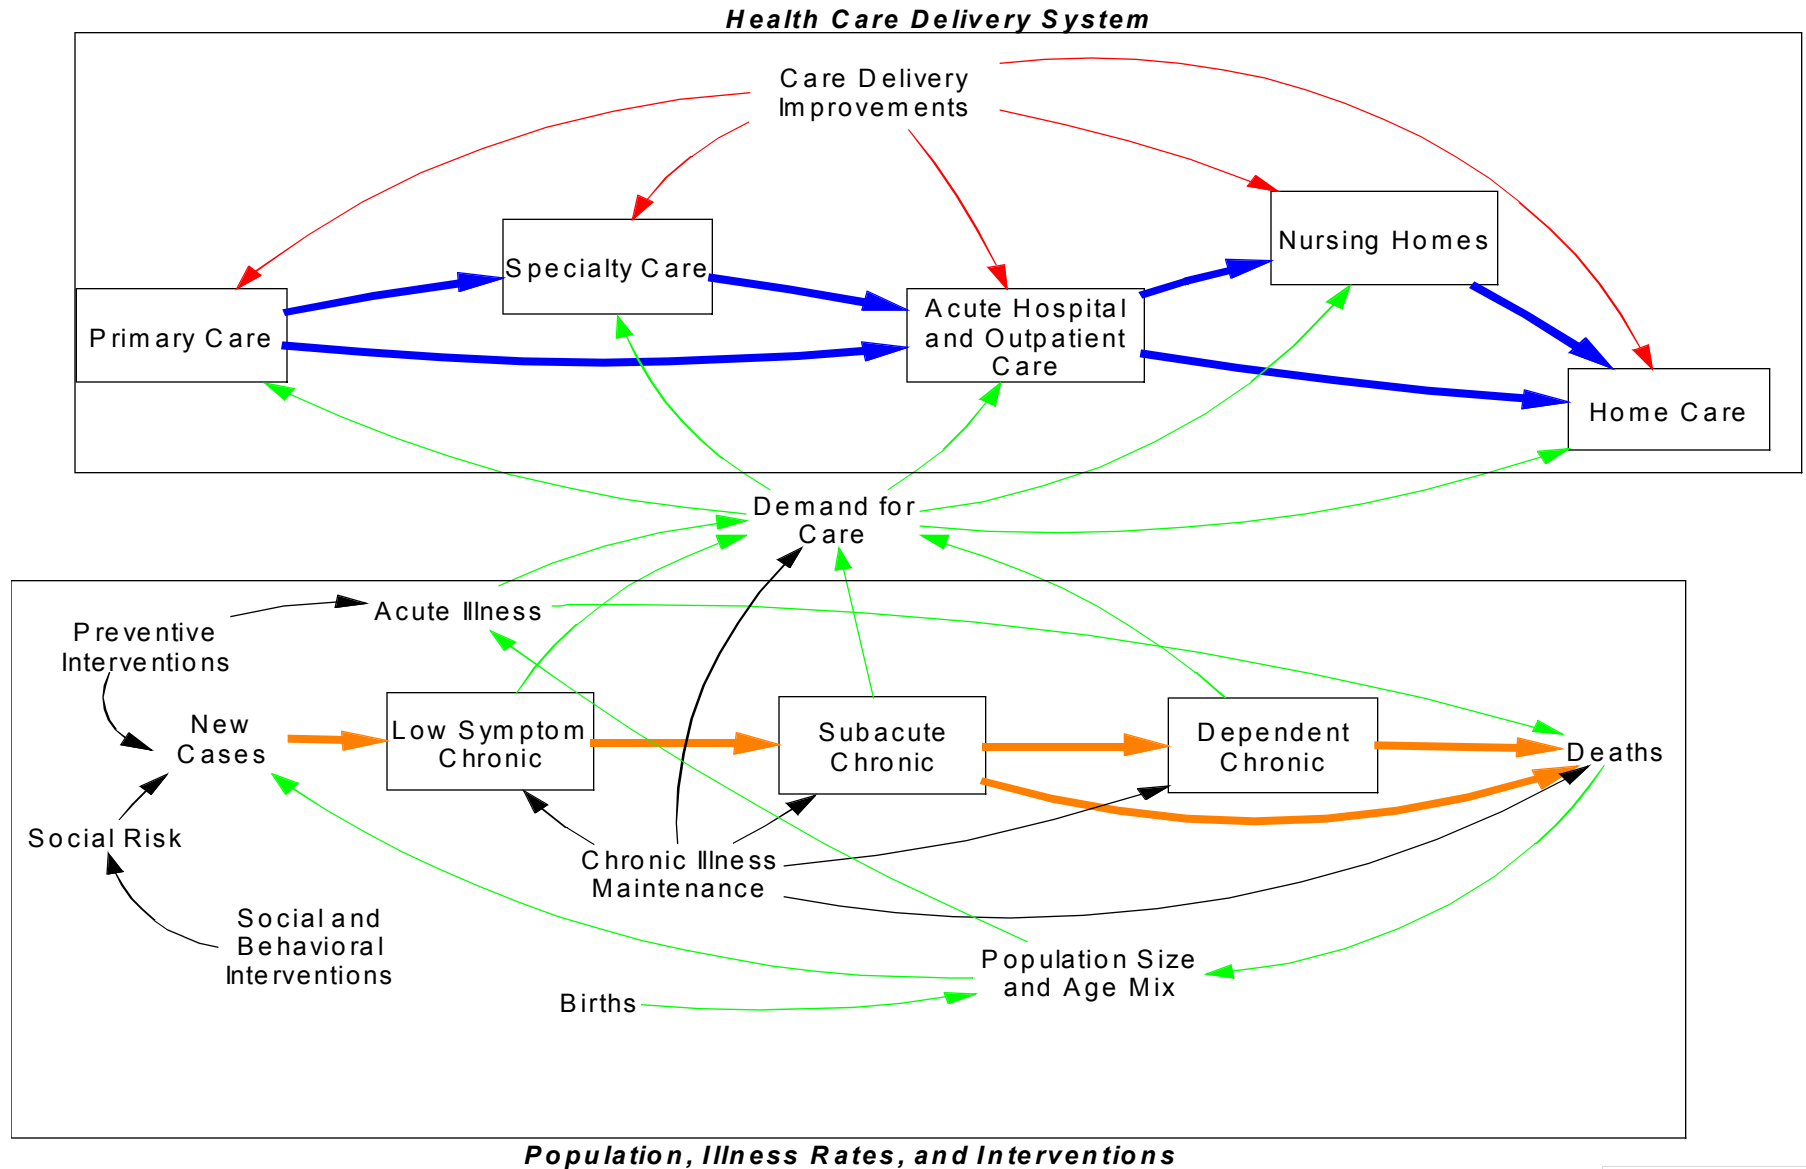 Health Care Delivery System
Care Delivery
Improvements
Nursing Homes
Specialty Care
Acute Hospital
and Outpatient
Care
Primary Care
Home Care
Demand for
Care
Acute Illness
Preventive
Interventions
New
Cases
Low Symptom
Chronic
Subacute
Chronic
Dependent
Chronic
Deaths
Social Risk
Chronic Illness
Maintenance
Social and
Behavioral
Interventions
Population Size
and Age Mix
Births
Population, Illness Rates, and Interventions